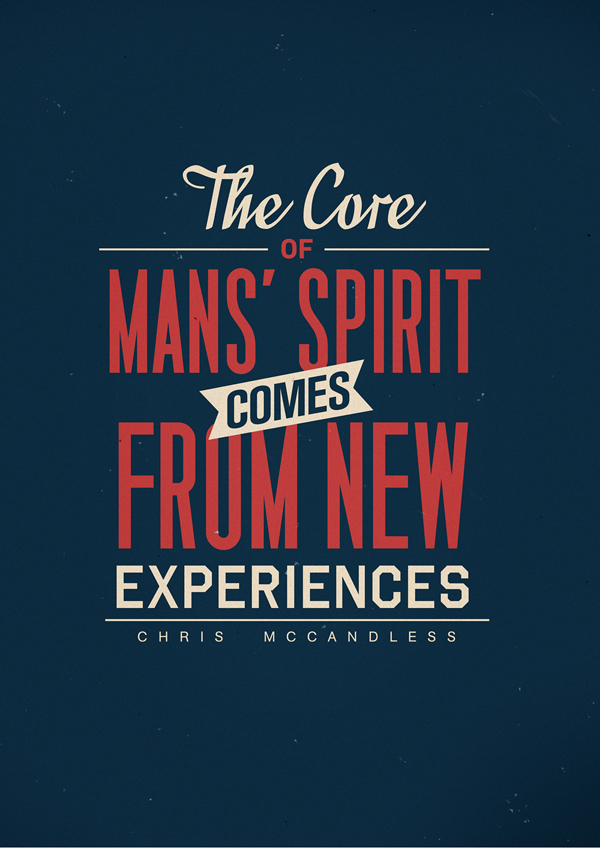 The Core
OF
MANS' SPIRIT
COMES
FROM NEW
EXPERIENCES
CHRIS MCCANDLESS